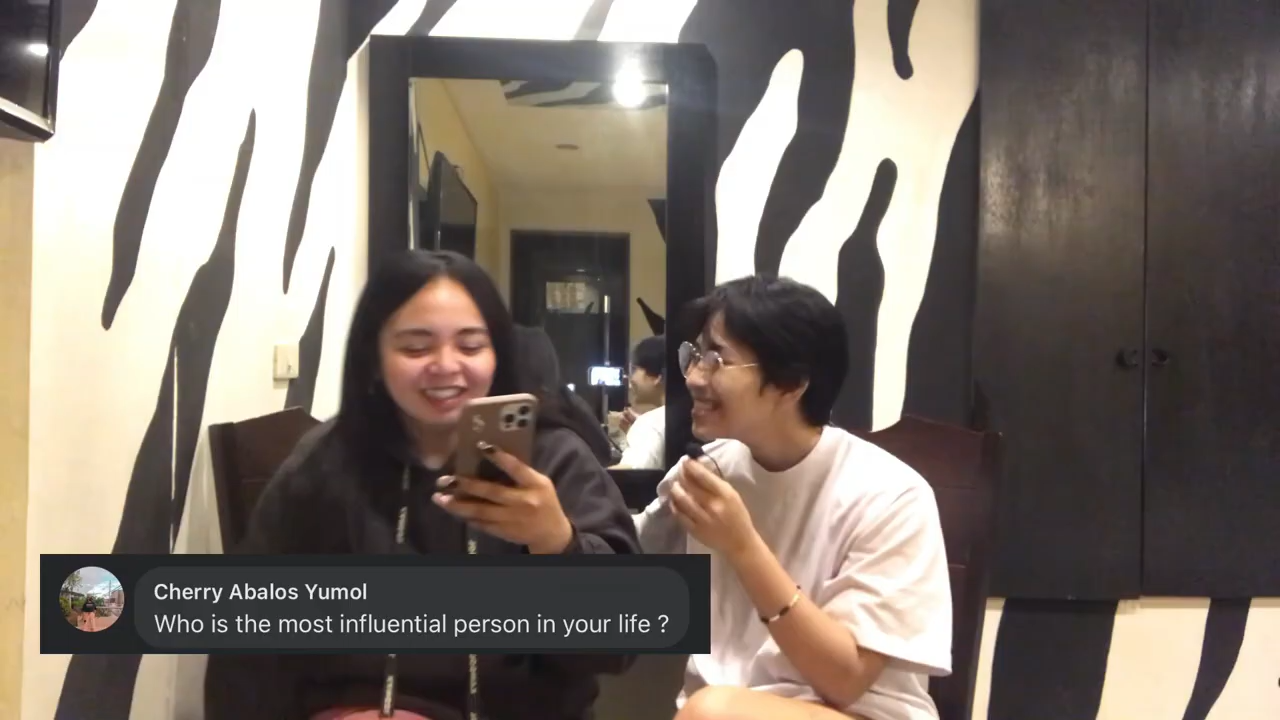 Cherry Abalos Yumol
Who is the most influential person in your life ?